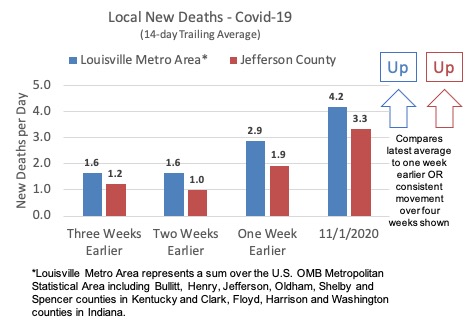 Local New Deaths - Covid-19
(14-day Trailing Average)
Louisville Metro Area* Jefferson County
Up Up
5.0
4.0
3.0
2.0
1.0
0.0
New Deaths per Day
1.6 1.2 1.6 1.0 2.9 1.9 4.2 3.3
Three Weeks Earlier
Two Weeks Earlier
One Week Earlier
11/1/2020
Compares
latest average
to one week
earlier OR
consistent
movement
over four
weeks shown
*Louisville Metro Area represents a sum over the U.S. OMB Metropolitan
Statistical Area including Bullitt, Henry, Jefferson, Oldham, Shelby and
Spencer counties in Kentucky and Clark, Floyd, Harrison and Washington
counties in Indiana.